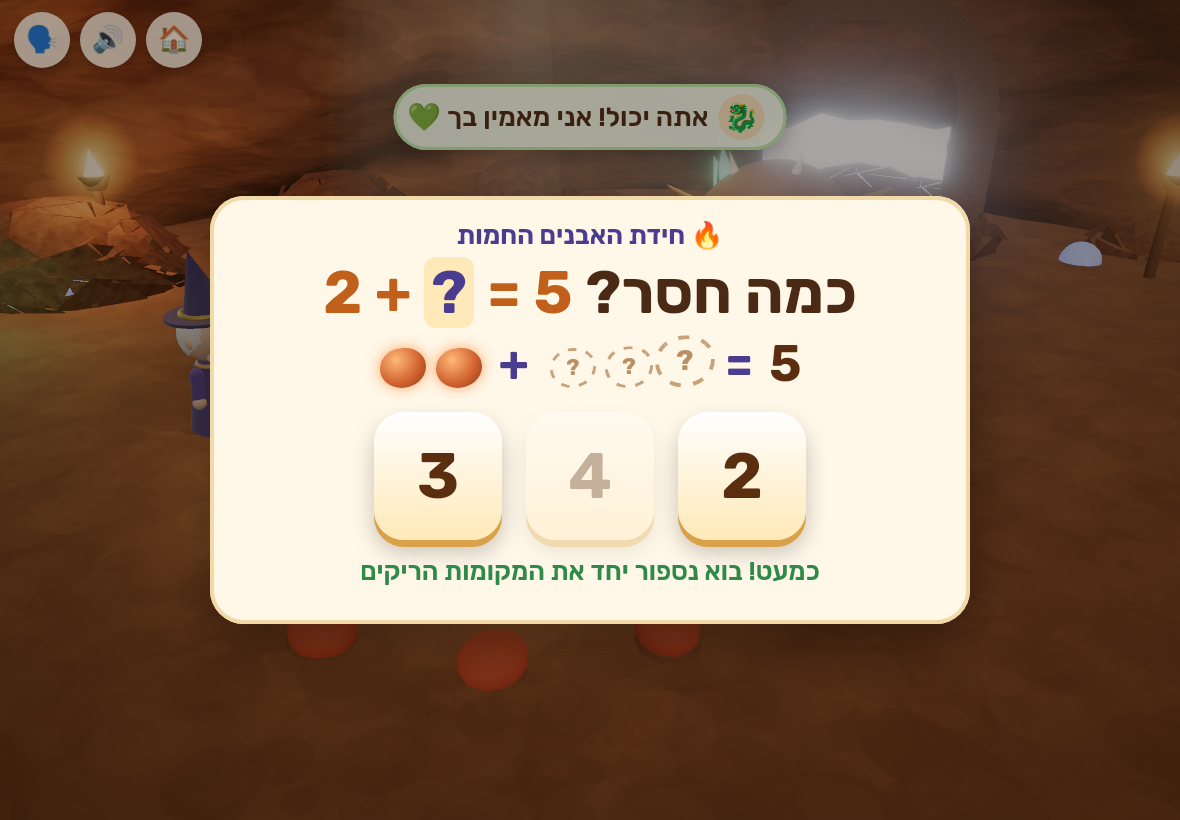 אתה יכול! אני מאמין בך 💚
🔥 חידת האבנים החמות
כמה חסר? 2 + ? = 5
+ ? ? ? = 5
3 4 2
כמעט! בוא נספור יחד את המקומות הריקים